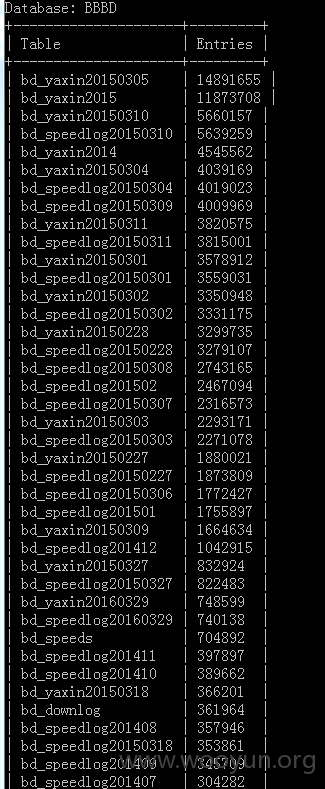 Database: BBBD
+--------------------+---------+
| Table | Entries |
+--------------------+---------+
| bd_yaxin20150305 | 14891655 |
| bd_yaxin2015 | 11873708 |
| bd_yaxin20150310 | 5660157 |
| bd_speedlog20150310 | 5639259 |
| bd_yaxin2014 | 4545562 |
| bd_yaxin20150304 | 4039169 |
| bd_speedlog20150304 | 4019023 |
| bd_speedlog20150309 | 4009969 |
| bd_yaxin20150311 | 3820575 |
| bd_speedlog20150311 | 3815001 |
| bd_yaxin20150301 | 3578912 |
| bd_speedlog20150301 | 3559031 |
| bd_yaxin20150302 | 3350948 |
| bd_speedlog20150302 | 3331175 |
| bd_yaxin20150228 | 3299735 |
| bd_speedlog20150228 | 3279107 |
| bd_speedlog20150308 | 2743165 |
| bd_speedlog201502 | 2467094 |
| bd_speedlog20150307 | 2316573 |
| bd_yaxin20150303 | 2293171 |
| bd_speedlog20150303 | 2271078 |
| bd_yaxin20150227 | 1880021 |
| bd_speedlog20150227 | 1873809 |
| bd_speedlog20150306 | 1772427 |
| bd_speedlog201501 | 1755897 |
| bd_yaxin20150309 | 1664634 |
| bd_speedlog201412 | 1042915 |
| bd_yaxin20150327 | 832924 |
| bd_speedlog20150327 | 822483 |
| bd_yaxin20160329 | 748599 |
| bd_speedlog20160329 | 740138 |
| bd_speeds | 704892 |
| bd_speedlog201411 | 397897 |
| bd_speedlog201410 | 389662 |
| bd_yaxin20150318 | 366201 |
| bd_downlog | 361964 |
| bd_speedlog201408 | 357946 |
| bd_speedlog20150318 | 353861 |
| bd_speedlog201409 | 345709 |
| bd_speedlog201407 | 304282 |
www.wooyun.org